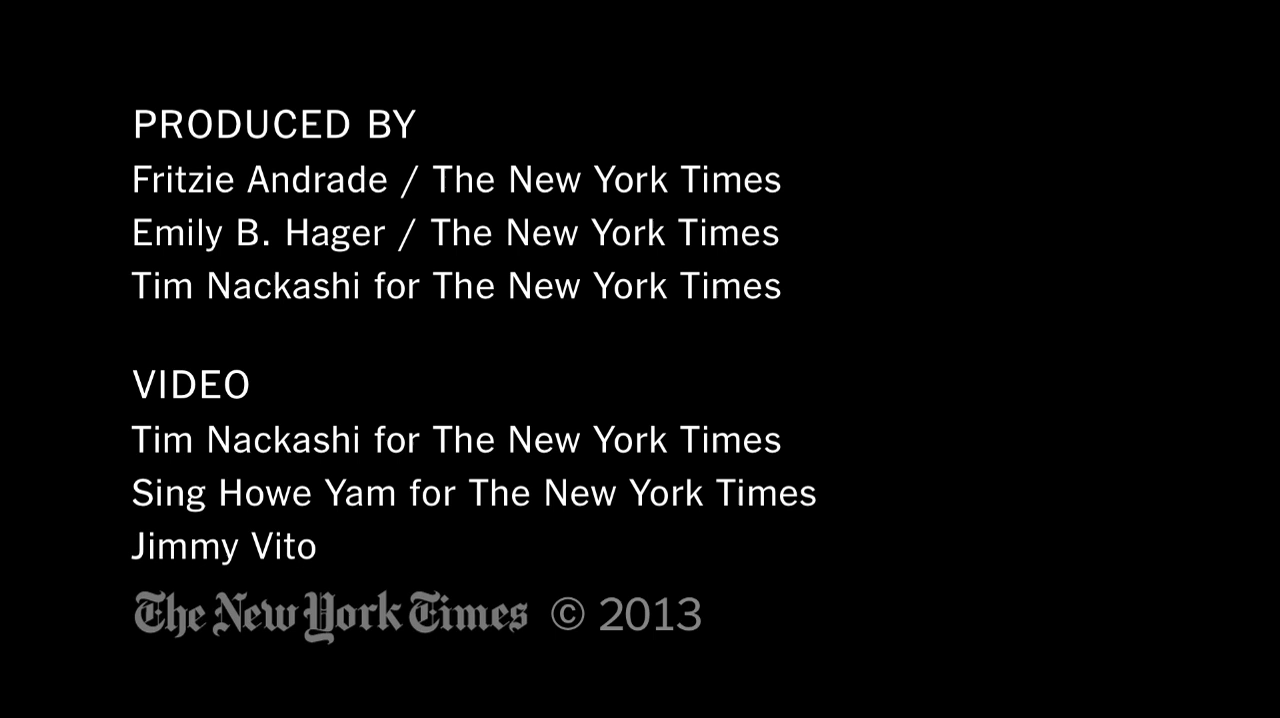 PRODUCED BY
Fritzie Andrade / The New York Times
Emily B. Hager / The New York Times
Tim Nackashi for The New York Times
VIDEO
Tim Nackashi for The New York Times
Sing Howe Yam for The New York Times
Jimmy Vito
The New York Times © 2013